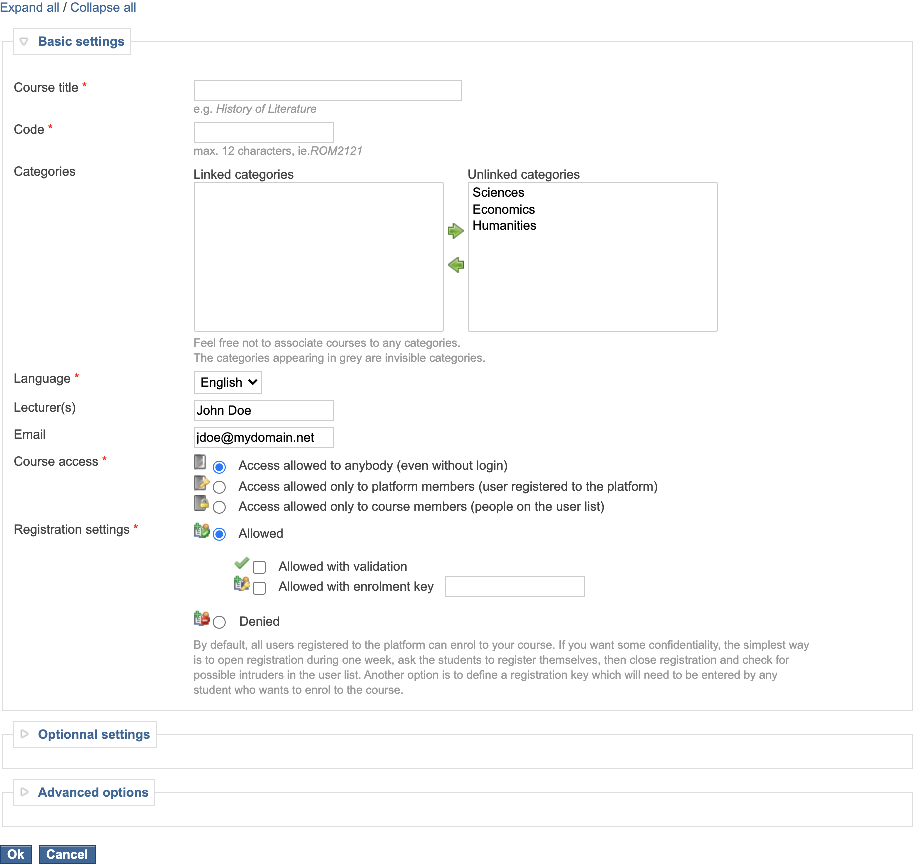 Expand all / Collapse all
Basic settings
Course title *
e.g. History of Literature
Code *
max. 12 characters, ie.ROM2121
Categories
Linked categories
Unlinked categories
Sciences
Economics
Humanities
Feel free not to associate courses to any categories.
The categories appearing in grey are invisible categories.
Language *
English
Lecturer(s)
John Doe
Email
jdoe@mydomain.net
Course access *
Access allowed to anybody (even without login)
Access allowed only to platform members (user registered to the platform)
Access allowed only to course members (people on the user list)
Registration settings *
Allowed
Allowed with validation
Allowed with enrolment key
Denied
By default, all users registered to the platform can enrol to your course. If you want some confidentiality, the simplest way
is to open registration during one week, ask the students to register themselves, then close registration and check for
possible intruders in the user list. Another option is to define a registration key which will need to be entered by any
student who wants to enrol to the course.
Optionnal settings
Advanced options
Ok
Cancel